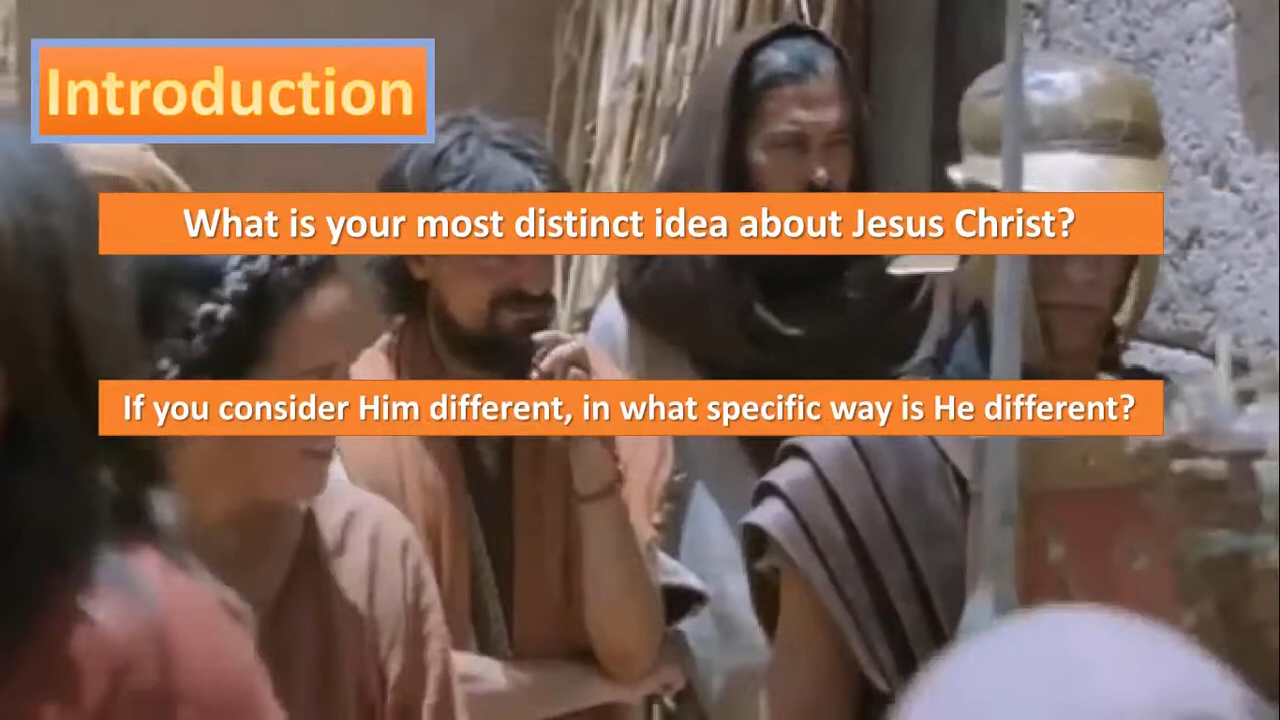 Introduction
What is your most distinct idea about Jesus Christ?
If you consider Him different, in what specific way is He different?